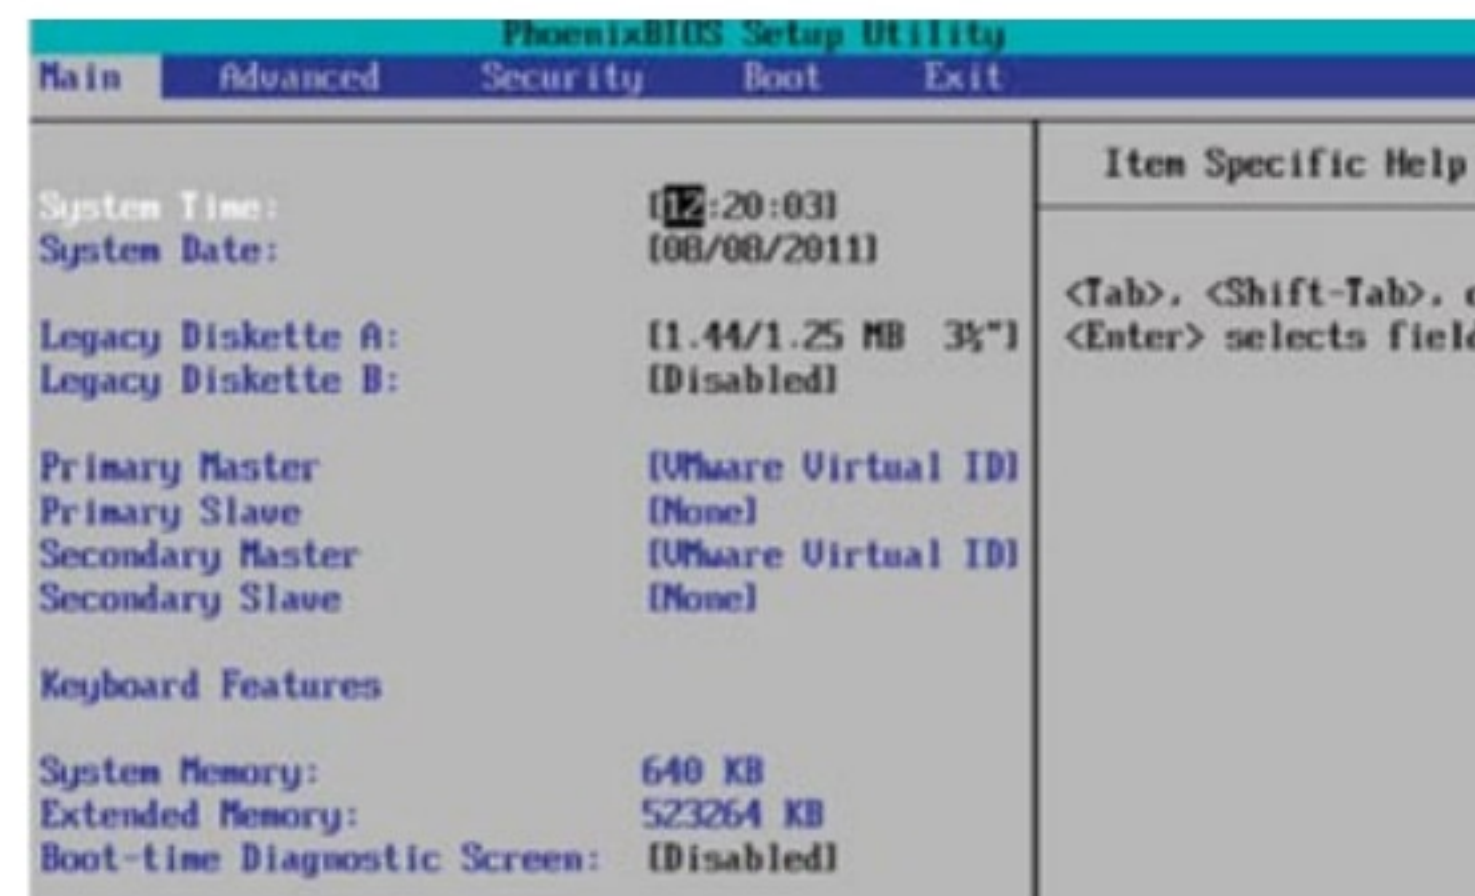 PhoenixBIOS Setup Utility
Main Advanced Security Boot Exit
Item Specific Help
System Time: [12:20:03]
System Date: [08/08/2011]
<Tab>, <Shift-Tab>,
<Enter> selects
Legacy Diskette A: [1.44/1.25 MB 3½"]
Legacy Diskette B: [Disabled]
Primary Master [VMware Virtual ID]
Primary Slave [None]
Secondary Master [VMware Virtual ID]
Secondary Slave [None]
Keyboard Features
System Memory: 640 KB
Extended Memory: 523264 KB
Boot-time Diagnostic Screen: [Disabled]